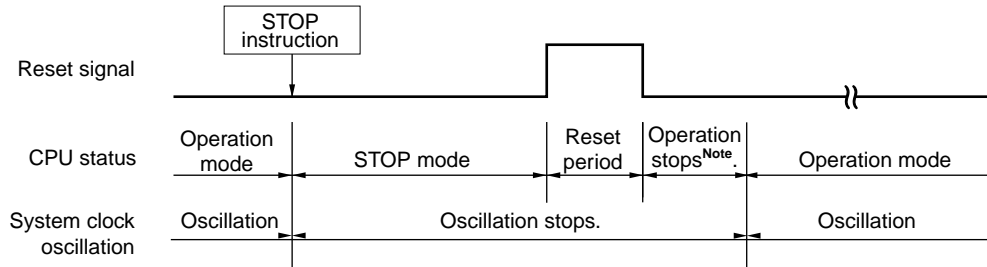 STOP
instruction
Reset signal
CPU status
Operation
mode
STOP mode
Reset
period
Operation
stopsNote.
Operation mode
System clock
oscillation
Oscillation
Oscillation stops.
Oscillation